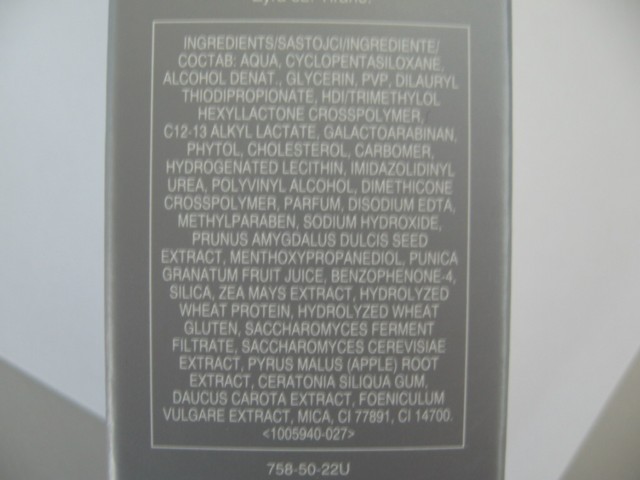 INGREDIENTS/SASTOJCI/INGREDIENTE/
СОСТАВ: AQUA, CYCLOPENTASILOXANE,
ALCOHOL DENAT., GLYCERIN, PVP, DILAURYL
THIODIPROPIONATE, HDI/TRIMETHYLOL
HEXYLLACTONE CROSSPOLYMER,
C12-13 ALKYL LACTATE, GALACTOARABINAN,
PHYTOL, CHOLESTEROL, CARBOMER,
HYDROGENATED LECITHIN, IMIDAZOLIDINYL
UREA, POLYVINYL ALCOHOL, DIMETHICONE
CROSSPOLYMER, PARFUM, DISODIUM EDTA,
METHYLPARABEN, SODIUM HYDROXIDE,
PRUNUS AMYGDALUS DULCIS SEED
EXTRACT, MENTHOXYPROPANEDIOL, PUNICA
GRANATUM FRUIT JUICE, BENZOPHENONE-4,
SILICA, ZEA MAYS EXTRACT, HYDROLYZED
WHEAT PROTEIN, HYDROLYZED WHEAT
GLUTEN, SACCHAROMYCES FERMENT
FILTRATE, SACCHAROMYCES CEREVISIAE
EXTRACT, PYRUS MALUS (APPLE) ROOT
EXTRACT, CERATONIA SILIQUA GUM,
DAUCUS CAROTA EXTRACT, FOENICULUM
VULGARE EXTRACT, MICA, CI 77891, CI 14700.
<1005940-027>
758-50-22U